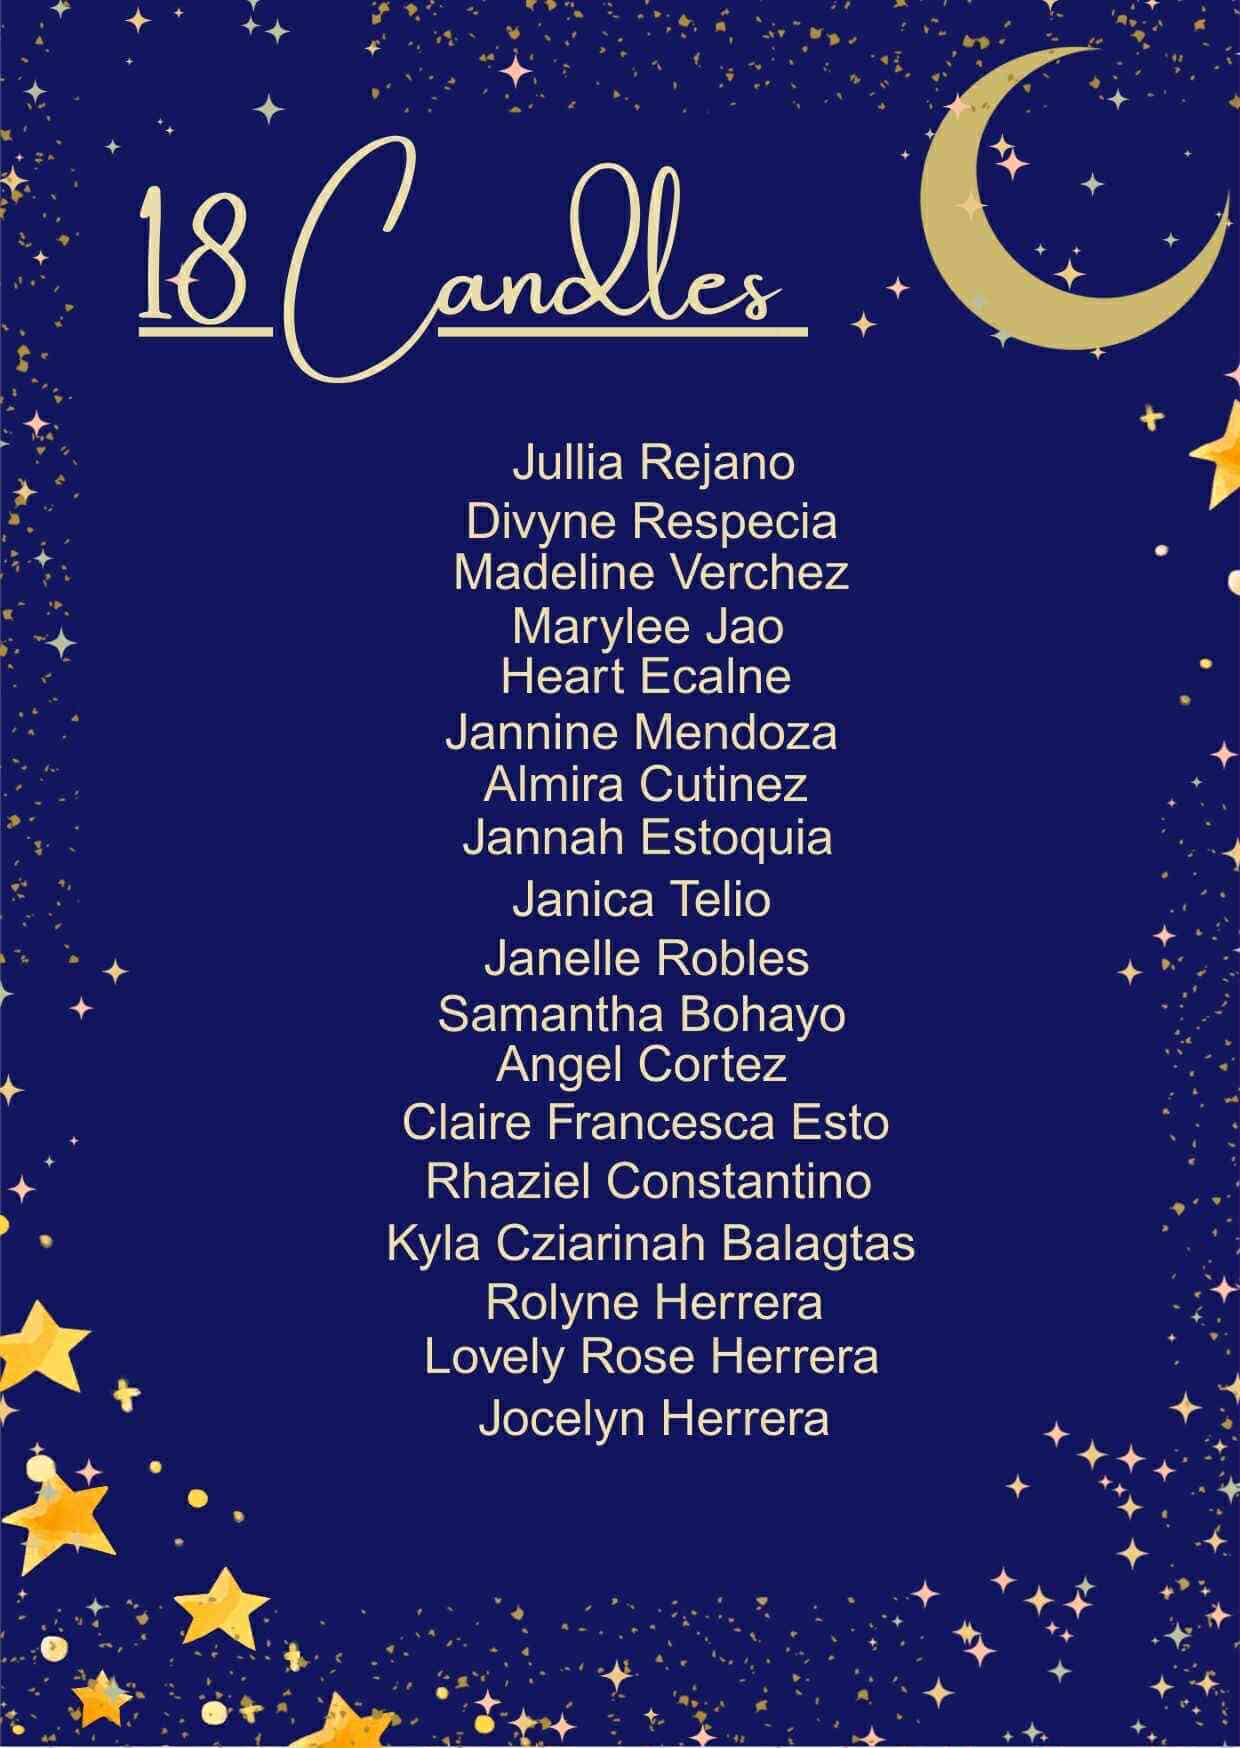 18 Candles
Jullia Rejano
Divyne Respecia
Madeline Verchez
Marylee Jao
Heart Ecalne
Jannine Mendoza
Almira Cutinez
Jannah Estoquia
Janica Telio
Janelle Robles
Samantha Bohayo
Angel Cortez
Claire Francesca Esto
Rhaziel Constantino
Kyla Cziarinah Balagtas
Rolyne Herrera
Lovely Rose Herrera
Jocelyn Herrera